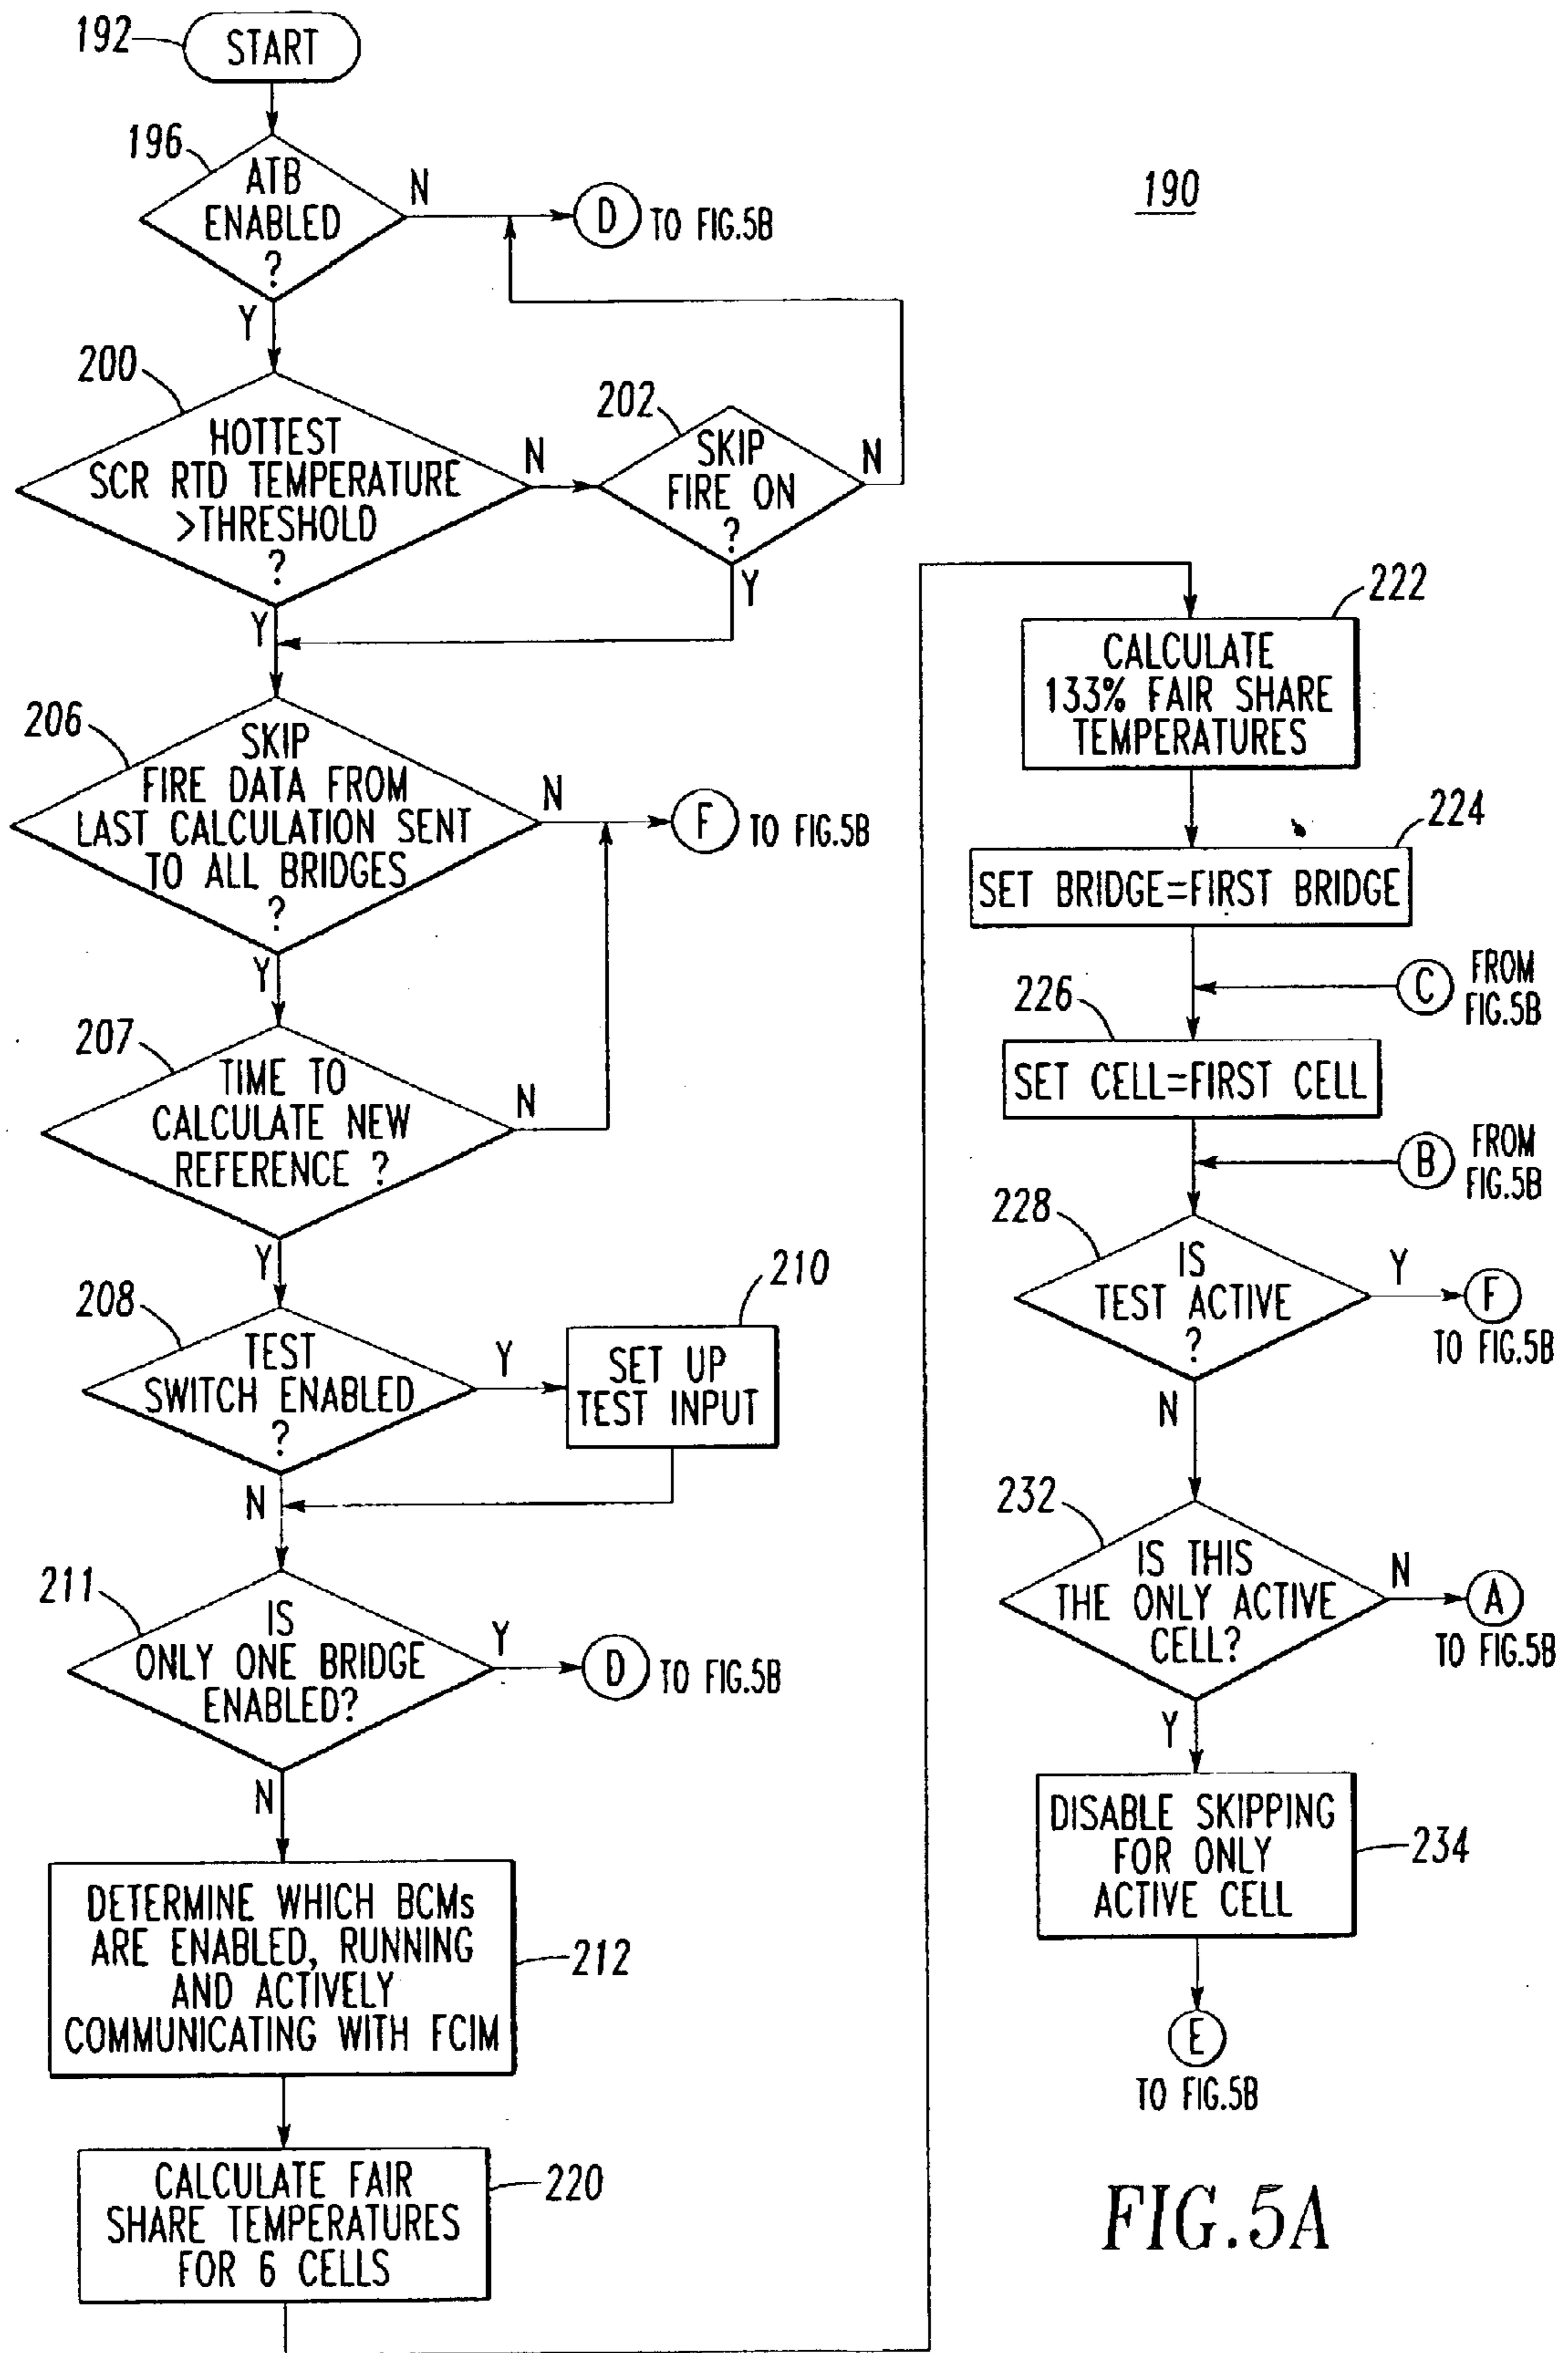 192
START
196
ATB
ENABLED
?
N
D
TO FIG.5B
190
Y
200
HOTTEST
SCR RTD TEMPERATURE
>THRESHOLD
?
N
202
SKIP
FIRE ON
?
N
Y
Y
206
SKIP
FIRE DATA FROM
LAST CALCULATION SENT
TO ALL BRIDGES
?
N
F
TO FIG.5B
Y
207
TIME TO
CALCULATE NEW
REFERENCE ?
N
Y
208
TEST
SWITCH ENABLED
?
Y
210
SET UP
TEST INPUT
N
211
IS
ONLY ONE BRIDGE
ENABLED?
Y
D
TO FIG.5B
N
DETERMINE WHICH BCMs
ARE ENABLED, RUNNING
AND ACTIVELY
COMMUNICATING WITH FCIM
212
CALCULATE FAIR
SHARE TEMPERATURES
FOR 6 CELLS
220
222
CALCULATE
133% FAIR SHARE
TEMPERATURES
224
SET BRIDGE=FIRST BRIDGE
C
FROM
FIG.5B
226
SET CELL=FIRST CELL
B
FROM
FIG.5B
228
IS
TEST ACTIVE
?
Y
F
TO FIG.5B
N
232
IS THIS
THE ONLY ACTIVE
CELL?
N
A
TO FIG.5B
Y
DISABLE SKIPPING
FOR ONLY
ACTIVE CELL
234
E
TO FIG.5B
FIG.5A